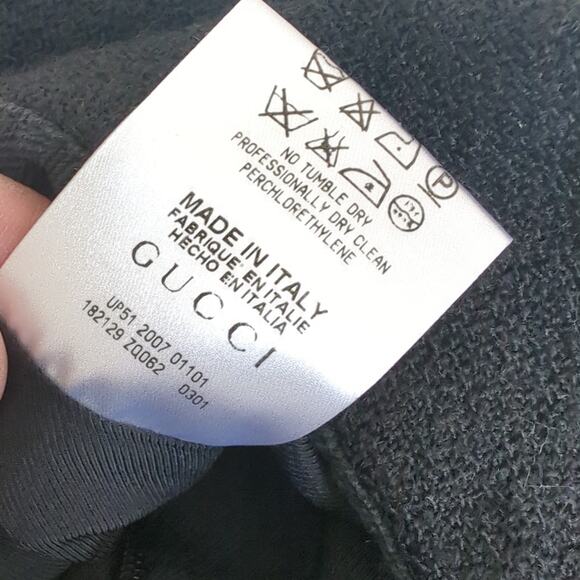 P
NO TUMBLE DRY
PROFESSIONALLY DRY CLEAN
PERCHLORETHYLENE
MADE IN ITALY
FABRIQUE' EN ITALIE
HECHO EN ITALIA
GUCCI
UP51 2007 01101
182129 ZQ062 0301